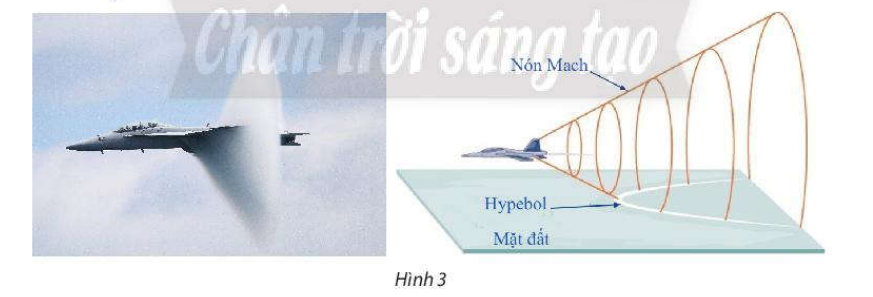 Chân trời sáng tạo
Nón Mach
Hypebol
Mặt đất
Hình 3